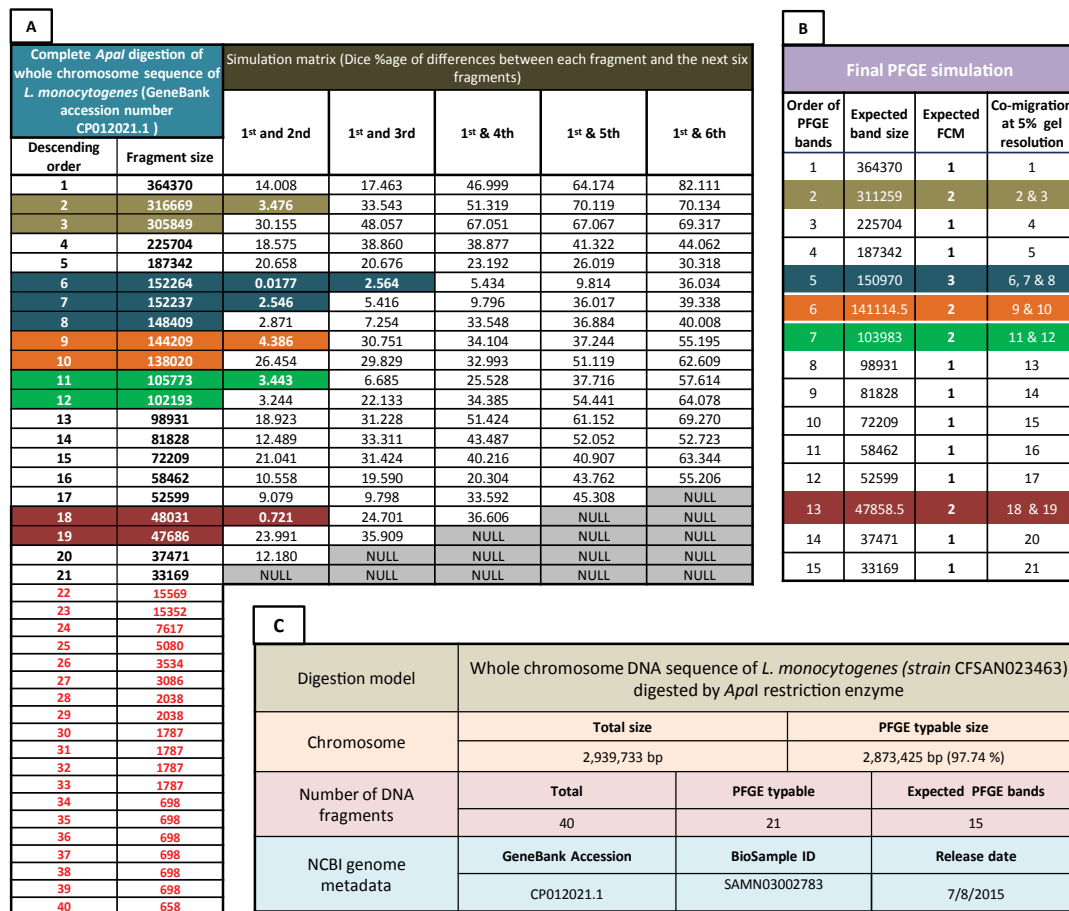 A
Complete ApaI digestion of
whole chromosome sequence of
L. monocytogenes (GeneBank
accession number
CP012021.1 )
Simulation matrix (Dice %age of differences between each fragment and the next six
fragments)
Descending
order
Fragment size
1st and 2nd
1st and 3rd
1st & 4th
1st & 5th
1st & 6th
1 364370 14.008 17.463 46.999 64.174 82.111
2 316669 3.476 33.543 51.319 70.119 70.134
3 305849 30.155 48.057 67.051 67.067 69.317
4 225704 18.575 38.860 38.877 41.322 44.062
5 187342 20.658 20.676 23.192 26.019 30.318
6 152264 0.0177 2.564 5.434 9.814 36.034
7 152237 2.546 5.416 9.796 36.017 39.338
8 148409 2.871 7.254 33.548 36.884 40.008
9 144209 4.386 30.751 34.104 37.244 55.195
10 138020 26.454 29.829 32.993 51.119 62.609
11 105773 3.443 6.685 25.528 37.716 57.614
12 102193 3.244 22.133 34.385 54.441 64.078
13 98931 18.923 31.228 51.424 61.152 69.270
14 81828 12.489 33.311 43.487 52.052 52.723
15 72209 21.041 31.424 40.216 40.907 63.344
16 58462 10.558 19.590 20.304 43.762 55.206
17 52599 9.079 9.798 33.592 45.308 NULL
18 48031 0.721 24.701 36.606 NULL NULL
19 47686 23.991 35.909 NULL NULL NULL
20 37471 12.180 NULL NULL NULL NULL
21 33169 NULL NULL NULL NULL NULL
22 15569
23 15352
24 7617
25 5080
26 3534
27 3086
28 2038
29 2038
30 1787
31 1787
32 1787
33 1787
34 698
35 698
36 698
37 698
38 698
39 698
40 658
B
Final PFGE simulation
Order of
PFGE
bands
Expected
band size
Expected
FCM
Co-migration
at 5% gel
resolution
1 364370 1 1
2 311259 2 2 & 3
3 225704 1 4
4 187342 1 5
5 150970 3 6, 7 & 8
6 141114.5 2 9 & 10
7 103983 2 11 & 12
8 98931 1 13
9 81828 1 14
10 72209 1 15
11 58462 1 16
12 52599 1 17
13 47858.5 2 18 & 19
14 37471 1 20
15 33169 1 21
C
Digestion model
Whole chromosome DNA sequence of L. monocytogenes (strain CFSAN023463)
digested by ApaI restriction enzyme
Chromosome
Total size PFGE typable size
2,939,733 bp 2,873,425 bp (97.74 %)
Number of DNA
fragments
Total PFGE typable Expected PFGE bands
40 21 15
NCBI genome
metadata
GeneBank Accession BioSample ID Release date
CP012021.1 SAMN03002783 7/8/2015